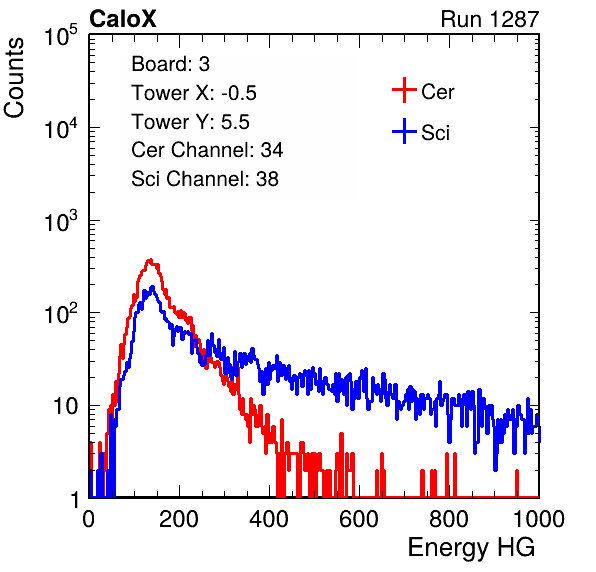 CaloX Run 1287
Counts
Board: 3
Tower X: -0.5
Tower Y: 5.5
Cer Channel: 34
Sci Channel: 38
Cer
Sci
10^5
10^4
10^3
10^2
10
1
0 200 400 600 800 1000
Energy HG